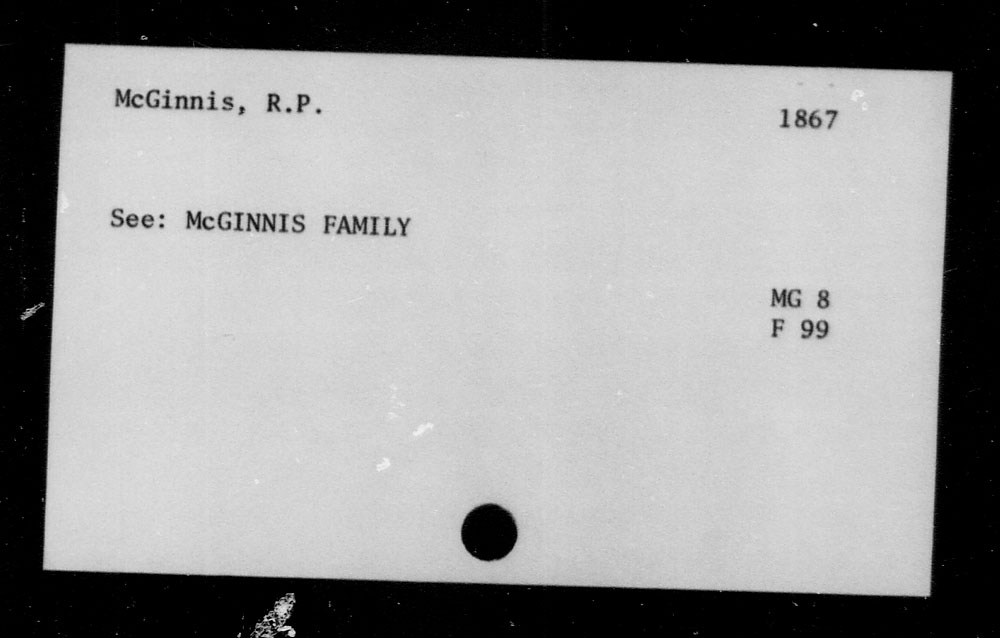 McGinnis, R.P.
1867
See: McGINNIS FAMILY
MG 8
F 99